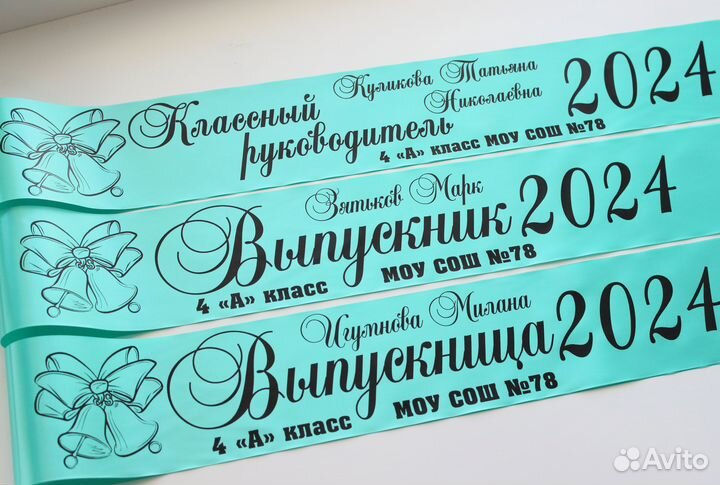 Куликова Татьяна
Николаевна
Классный
руководитель
2024
4 «А» класс МОУ СОШ №78
Зятьков Марк
Выпускник 2024
4 «А» класс МОУ СОШ №78
Игумнова Милана
Выпускница 2024
4 «А» класс МОУ СОШ №78
Avito